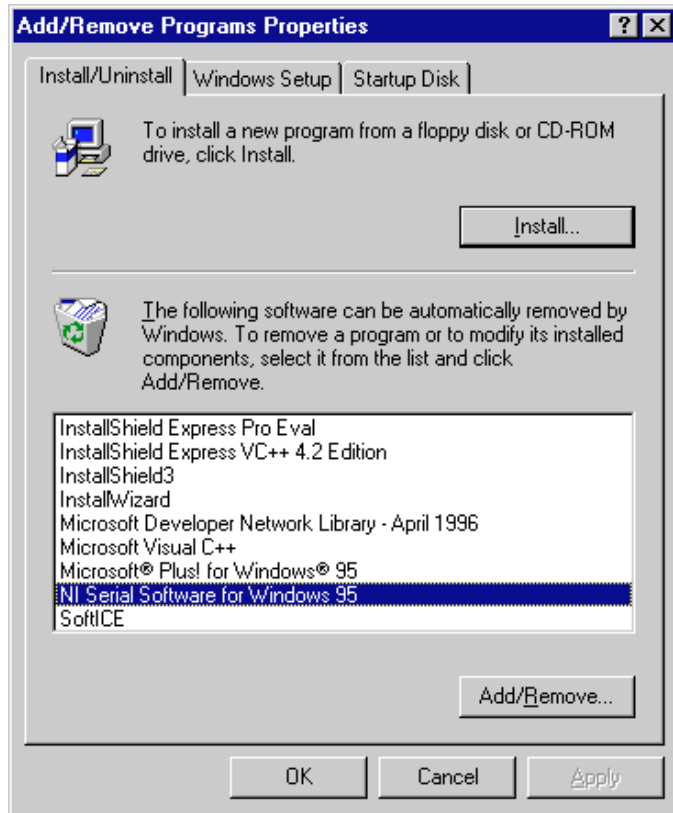 Add/Remove Programs Properties
Install/Uninstall
Windows Setup
Startup Disk
To install a new program from a floppy disk or CD-ROM
drive, click Install.
Install...
The following software can be automatically removed by
Windows. To remove a program or to modify its installed
components, select it from the list and click
Add/Remove.
InstallShield Express Pro Eval
InstallShield Express VC++ 4.2 Edition
InstallShield3
InstallWizard
Microsoft Developer Network Library - April 1996
Microsoft Visual C++
Microsoft® Plus! for Windows® 95
NI Serial Software for Windows 95
SoftICE
Add/Remove...
OK
Cancel
Apply